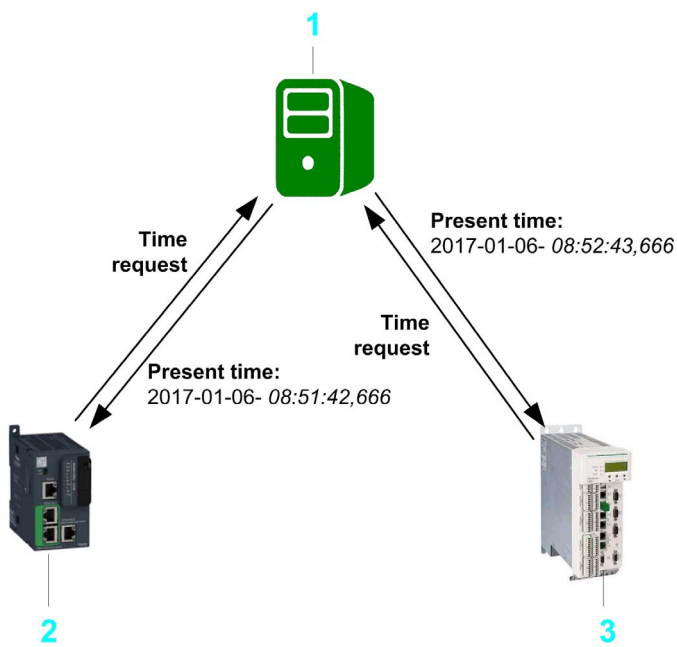 1
Present time:
2017-01-06- 08:52:43,666
Time
request
Time
request
Present time:
2017-01-06- 08:51:42,666
2
3